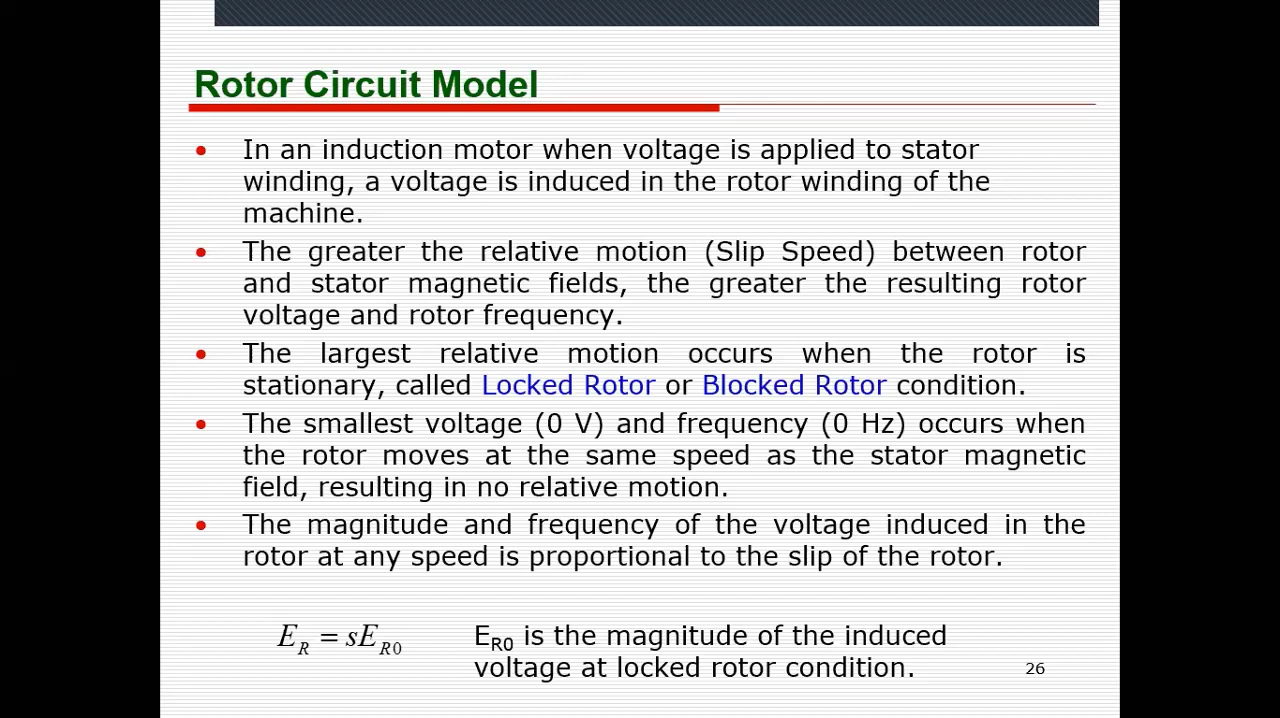 Rotor Circuit Model
• In an induction motor when voltage is applied to stator
winding, a voltage is induced in the rotor winding of the
machine.
• The greater the relative motion (Slip Speed) between rotor
and stator magnetic fields, the greater the resulting rotor
voltage and rotor frequency.
• The largest relative motion occurs when the rotor is
stationary, called Locked Rotor or Blocked Rotor condition.
• The smallest voltage (0 V) and frequency (0 Hz) occurs when
the rotor moves at the same speed as the stator magnetic
field, resulting in no relative motion.
• The magnitude and frequency of the voltage induced in the
rotor at any speed is proportional to the slip of the rotor.
E_R = sE_{R0}
E_{R0} is the magnitude of the induced
voltage at locked rotor condition.
26